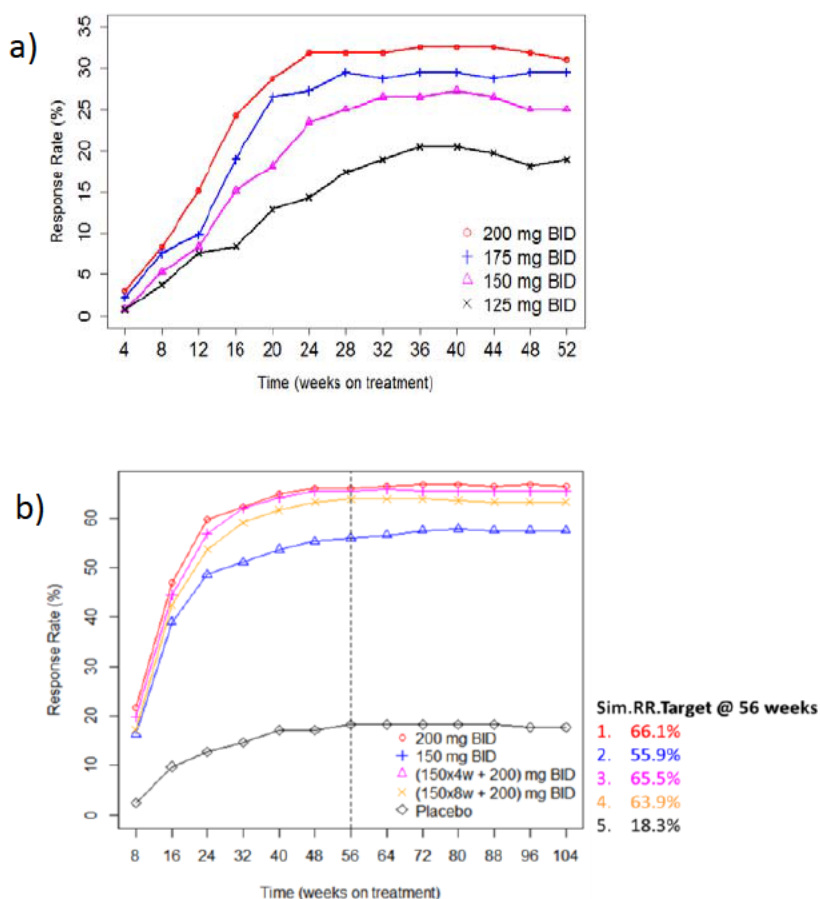 a)
Response Rate (%)
35
30
25
20
15
10
5
0
200 mg BID
175 mg BID
150 mg BID
125 mg BID
4 8 12 16 20 24 28 32 36 40 44 48 52
Time (weeks on treatment)
b)
Response Rate (%)
60
50
40
30
20
10
0
200 mg BID
150 mg BID
(150x4w + 200) mg BID
(150x8w + 200) mg BID
Placebo
8 16 24 32 40 48 56 64 72 80 88 96 104
Time (weeks on treatment)
Sim.RR.Target @ 56 weeks
1. 66.1%
2. 55.9%
3. 65.5%
4. 63.9%
5. 18.3%